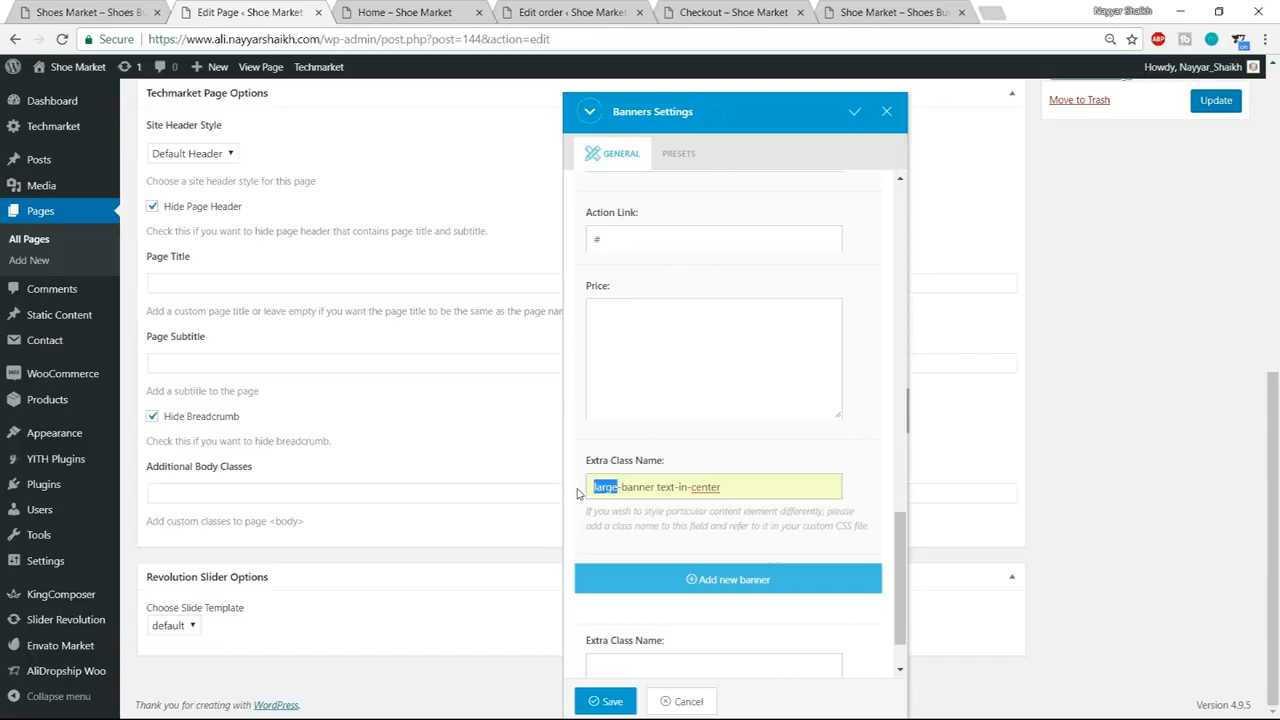 Shoes Market – Shoes Bu
Edit Page ‹ Shoe Market
Home – Shoe Market
Edit order ‹ Shoe Market
Checkout – Shoe Market
Shoe Market – Shoes Bu
Nayyar Shaikh
Secure
https://www.ali.nayyarshaikh.com/wp-admin/post.php?post=144&action=edit
ABP
on
Shoe Market
1
New
View Page
Techmarket
Howdy, Nayyar_Shaikh
Dashboard
Techmarket
Posts
Media
Pages
All Pages
Add New
Comments
Static Content
Contact
WooCommerce
Products
Appearance
YITH Plugins
Plugins
Users
Tools
Settings
KingComposer
Slider Revolution
Envato Market
AliDropship Woo
Collapse menu
Techmarket Page Options
Site Header Style
Default Header
Choose a site header style for this page
Hide Page Header
Check this if you want to hide page header that contains page title and subtitle.
Page Title
Add a custom page title or leave empty if you want the page title to be the same as the page nam
Page Subtitle
Add a subtitle to the page
Hide Breadcrumb
Check this if you want to hide breadcrumb.
Additional Body Classes
Add custom classes to page <body>
Revolution Slider Options
Choose Slide Template
default
Thank you for creating with WordPress.
Banners Settings
GENERAL
PRESETS
Action Link:
#
Price:
Extra Class Name:
large-banner text-in-center
If you wish to style particular content element differently, please
add a class name to this field and refer to it in your custom CSS file.
Add new banner
Extra Class Name:
Save
Cancel
Move to Trash
Update
Version 4.9.5